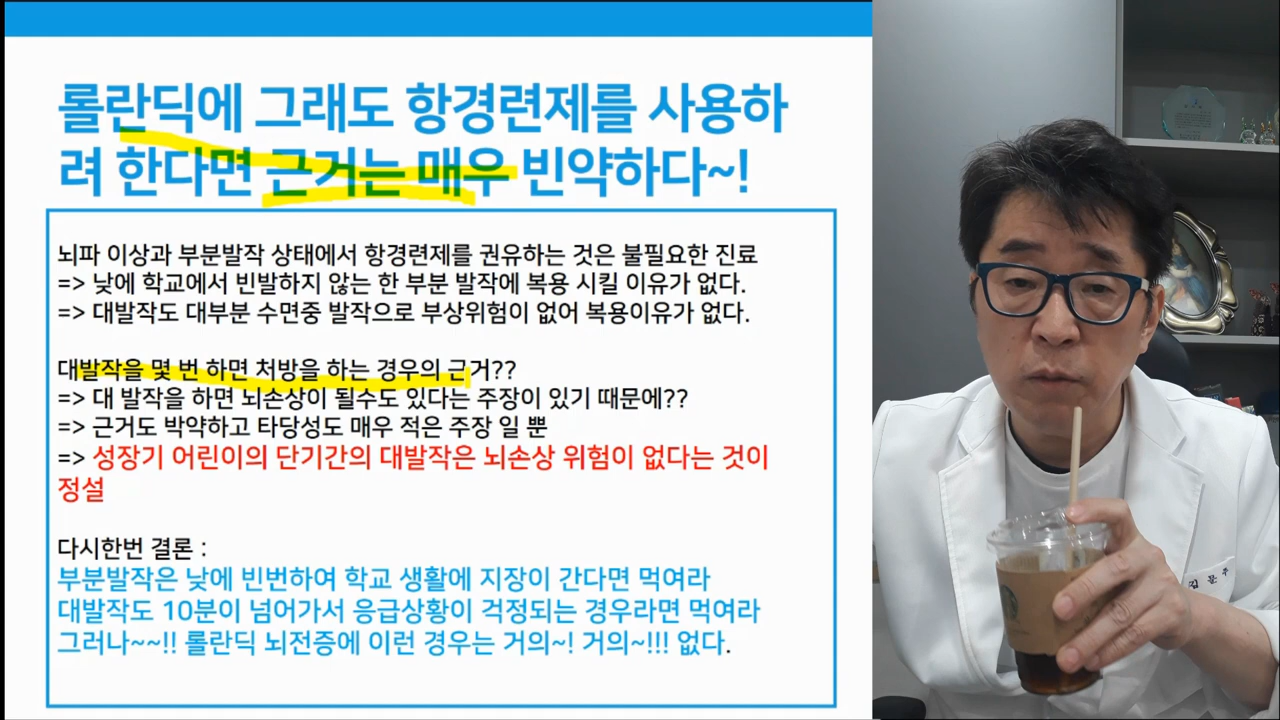 롤란딕에 그래도 항경련제를 사용하
려 한다면 근거는 매우 빈약하다~!
뇌파 이상과 부분발작 상태에서 항경련제를 권유하는 것은 불필요한 진료
=> 낮에 학교에서 빈발하지 않는 한 부분 발작에 복용 시킬 이유가 없다.
=> 대발작도 대부분 수면중 발작으로 부상위험이 없어 복용이유가 없다.
대발작을 몇 번 하면 처방을 하는 경우의 근거??
=> 대 발작을 하면 뇌손상이 될수도 있다는 주장이 있기 때문에??
=> 근거도 박약하고 타당성도 매우 적은 주장 일 뿐
=> 성장기 어린이의 단기간의 대발작은 뇌손상 위험이 없다는 것이
정설
다시한번 결론 :
부분발작은 낮에 빈번하여 학교 생활에 지장이 간다면 먹여라
대발작도 10분이 넘어가서 응급상황이 걱정되는 경우라면 먹여라
그러나~~!! 롤란딕 뇌전증에 이런 경우는 거의~! 거의~!!! 없다.
김문주